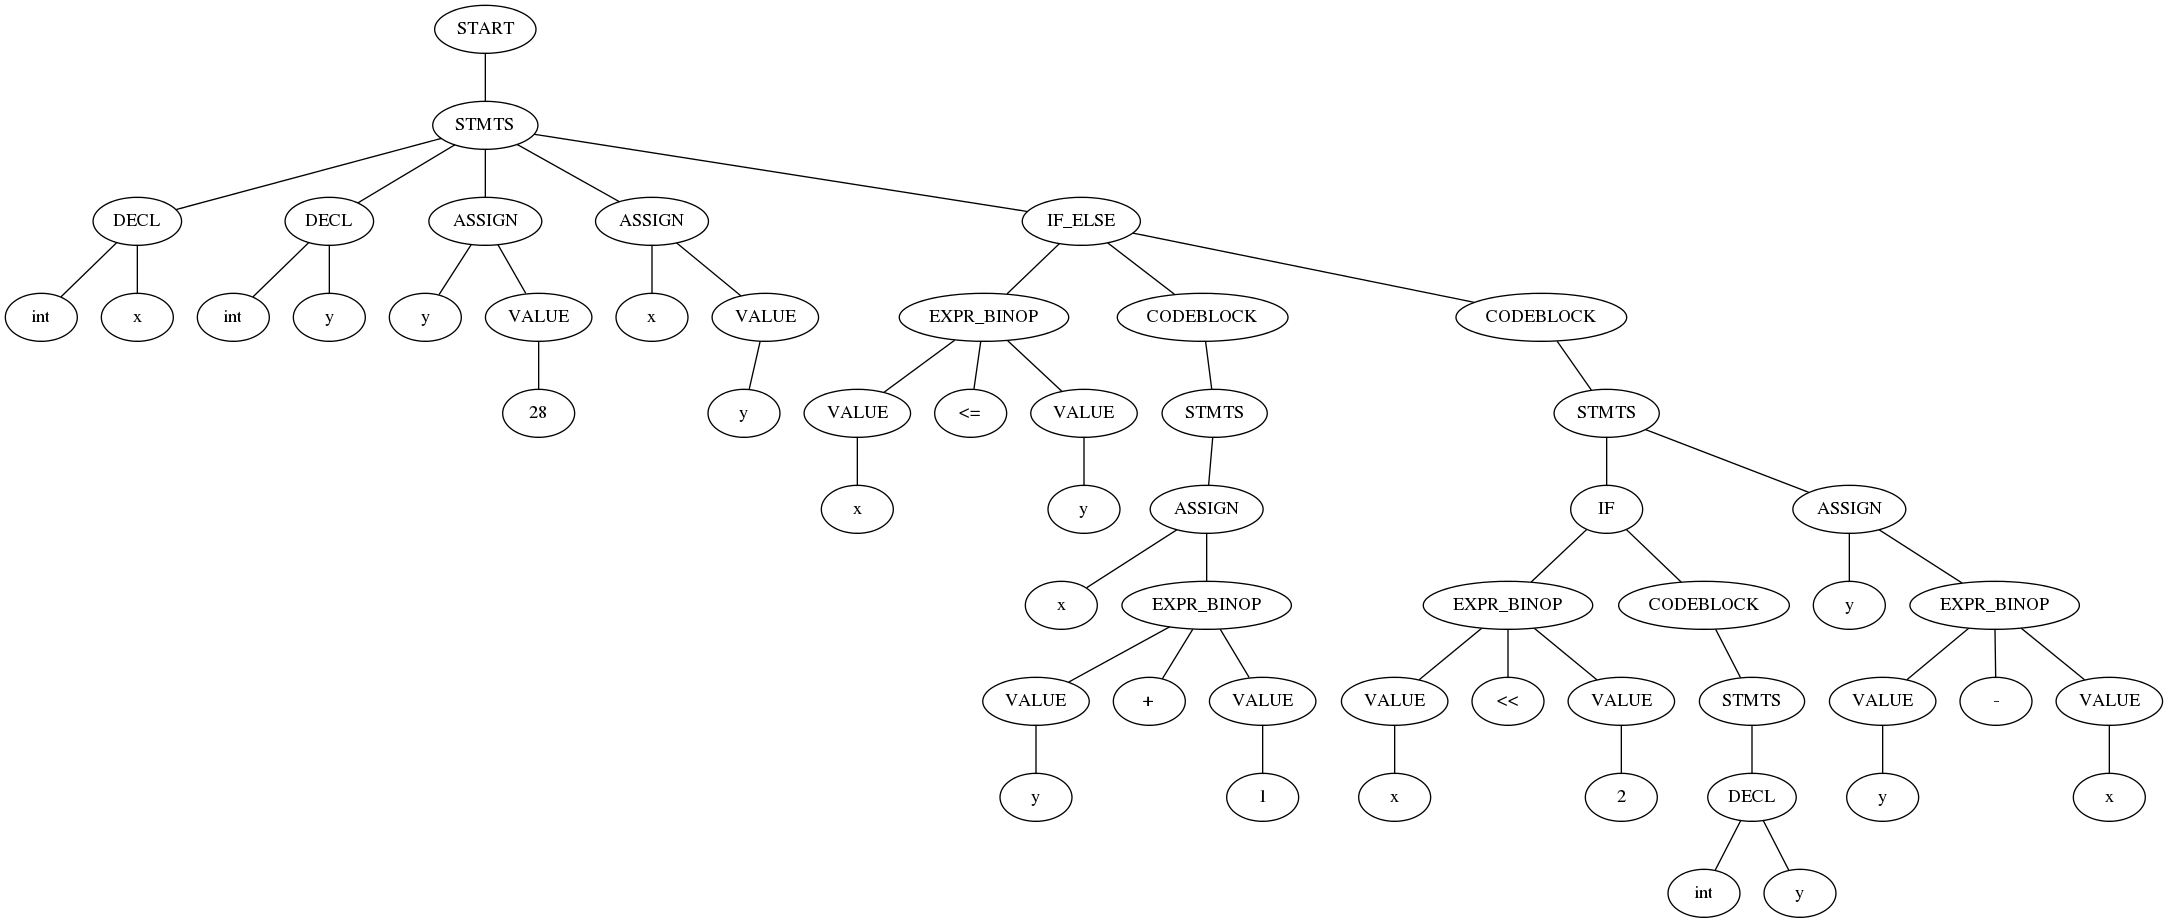 START
STMTS
DECL DECL ASSIGN ASSIGN IF_ELSE
int x int y y VALUE x VALUE EXPR_BINOP CODEBLOCK CODEBLOCK
28 y VALUE <= VALUE STMTS STMTS
x y ASSIGN IF ASSIGN
x EXPR_BINOP EXPR_BINOP CODEBLOCK y EXPR_BINOP
VALUE + VALUE VALUE << VALUE STMTS VALUE - VALUE
y 1 x 2 DECL y x
int y